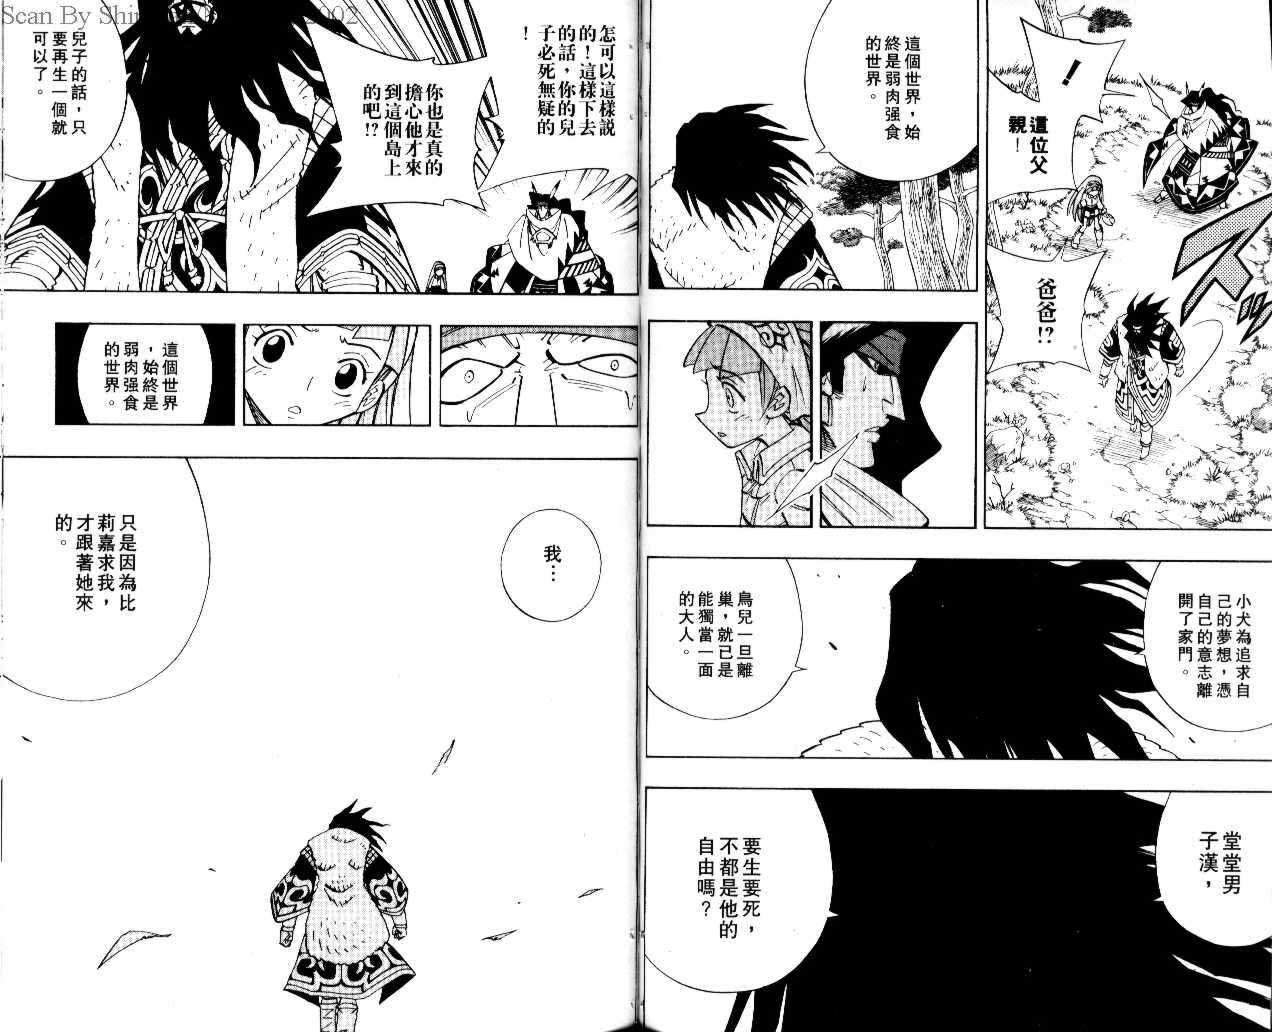 Scan By Shin
2002
！
這位父
親！
爸爸!?
這個世界，始
終是弱肉强食
的世界。
小犬為追求自
己的夢想，憑
自己的意志離
開了家門。
鳥兒一旦離
巢，就已是
能獨當一面
的大人。
堂堂男
子漢，
要生要死，
不都是他的
自由嗎？
怎可以這樣説
的！這樣下去
的話，你的兒
子必死無疑的
！
你也是真的
擔心他才來
到這個島上
的吧!?
兒子的話，只
要再生一個就
可以了。
這個世界
，始終是
弱肉强食
的世界。
我…
只是因為比
莉嘉求我，
才跟著她來
的。